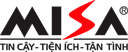 MISA®
TIN CẬY-TIỆN ÍCH-TẬN TÌNH